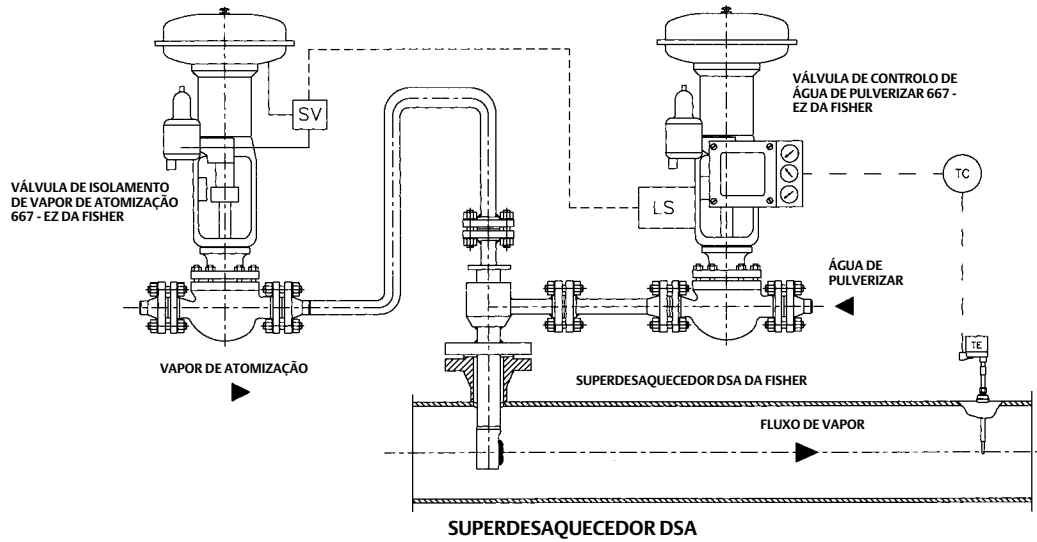 VÁLVULA DE CONTROLO DE
ÁGUA DE PULVERIZAR 667 -
EZ DA FISHER
SV
TC
VÁLVULA DE ISOLAMENTO
DE VAPOR DE ATOMIZAÇÃO
667 - EZ DA FISHER
LS
ÁGUA DE
PULVERIZAR
TE
VAPOR DE ATOMIZAÇÃO
SUPERDESAQUECEDOR DSA DA FISHER
FLUXO DE VAPOR
SUPERDESAQUECEDOR DSA